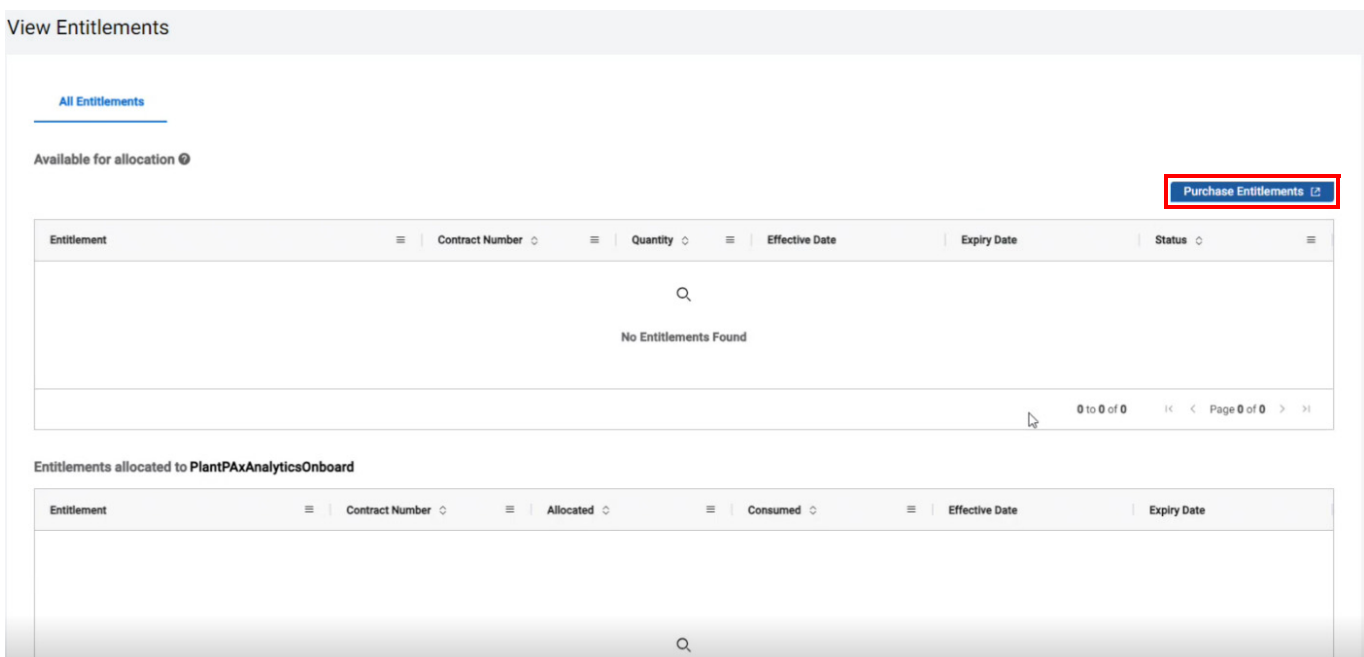 View Entitlements
All Entitlements
Available for allocation
Purchase Entitlements
Entitlement Contract Number Quantity Effective Date Expiry Date Status
No Entitlements Found
0 to 0 of 0 Page 0 of 0
Entitlements allocated to PlantPAxAnalyticsOnboard
Entitlement Contract Number Allocated Consumed Effective Date Expiry Date